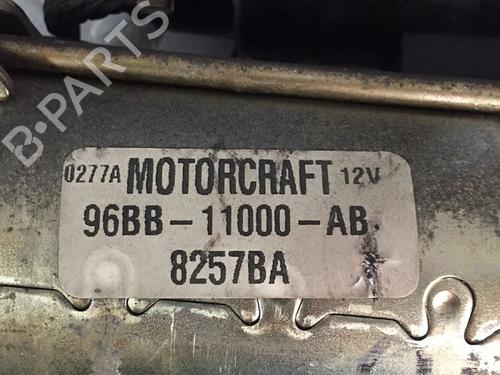 B-PARTS
0277A MOTORCRAFT 12V
96BB-11000-AB
8257BA